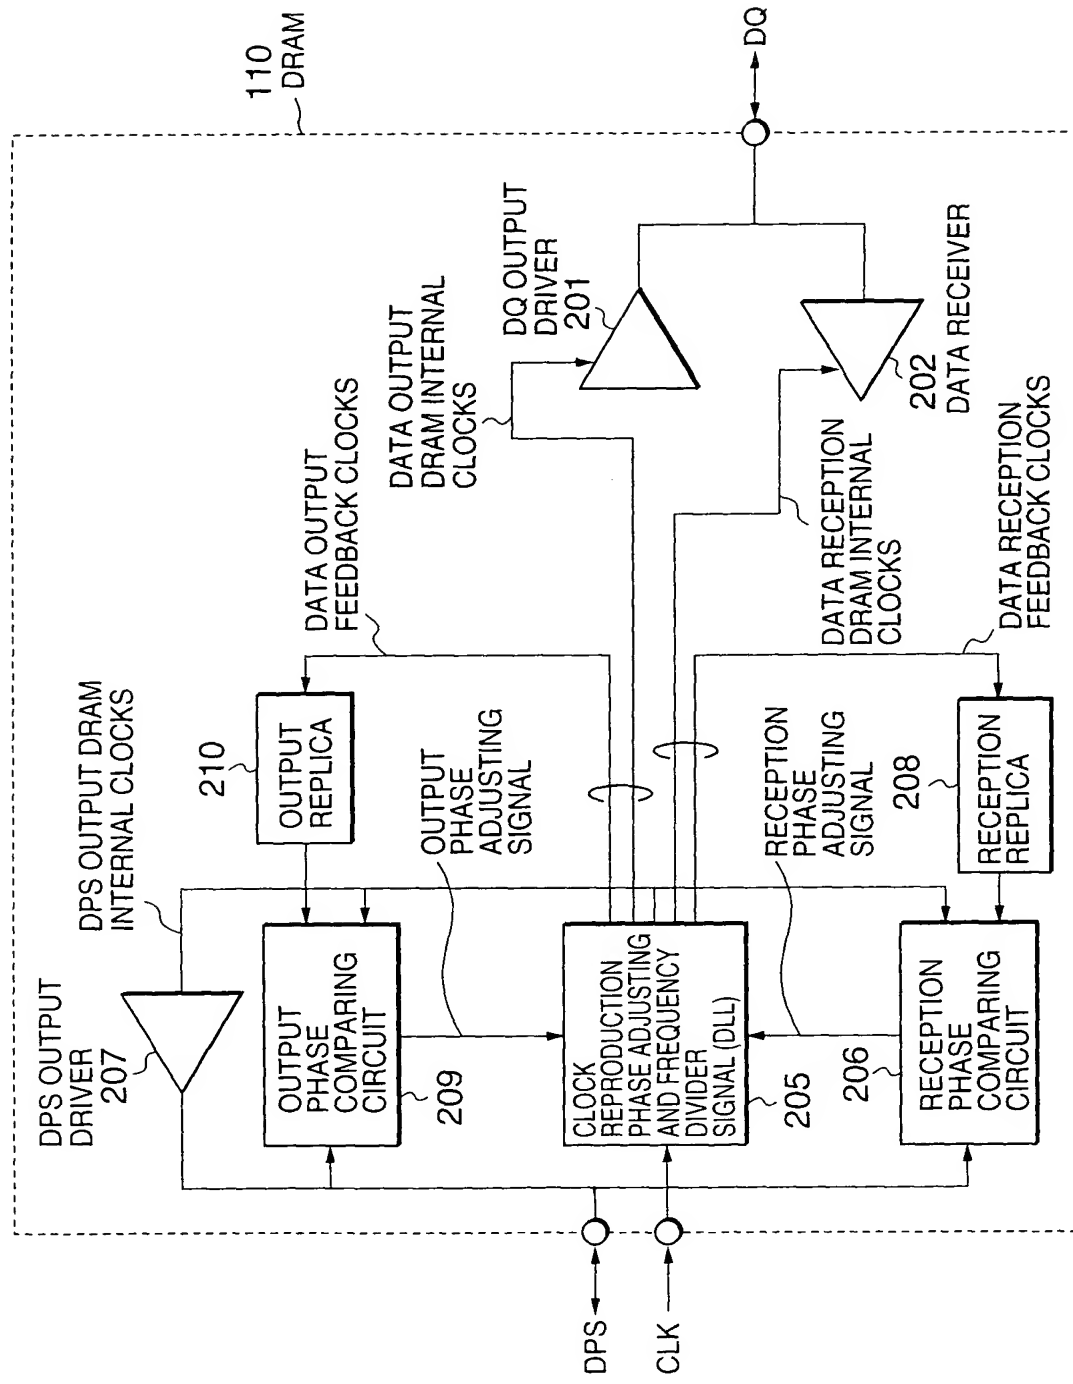 110
DRAM
DPS OUTPUT DRAM
INTERNAL CLOCKS
DPS OUTPUT
DRIVER
207
210
OUTPUT
REPLICA
DATA OUTPUT
FEEDBACK CLOCKS
OUTPUT
PHASE
COMPARING
CIRCUIT
209
OUTPUT
PHASE
ADJUSTING
SIGNAL
DATA OUTPUT
DRAM INTERNAL
CLOCKS
DQ OUTPUT
DRIVER
201
DQ
DPS
CLK
CLOCK
REPRODUCTION
PHASE ADJUSTING
AND FREQUENCY
DIVIDER
SIGNAL (DLL)
205
RECEPTION
PHASE
ADJUSTING
SIGNAL
DATA RECEPTION
DRAM INTERNAL
CLOCKS
202
DATA RECEIVER
206
RECEPTION
PHASE
COMPARING
CIRCUIT
208
RECEPTION
REPLICA
DATA RECEPTION
FEEDBACK CLOCKS